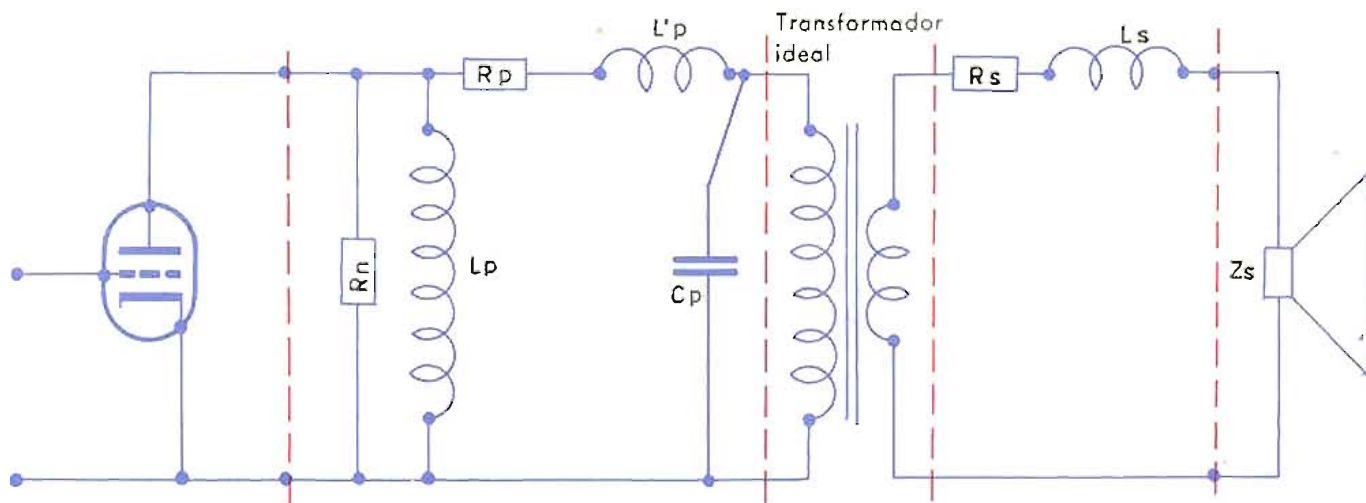 L'p
Transformador
ideal
Ls
Rp
Rs
Rn
Lp
Cp
Zs